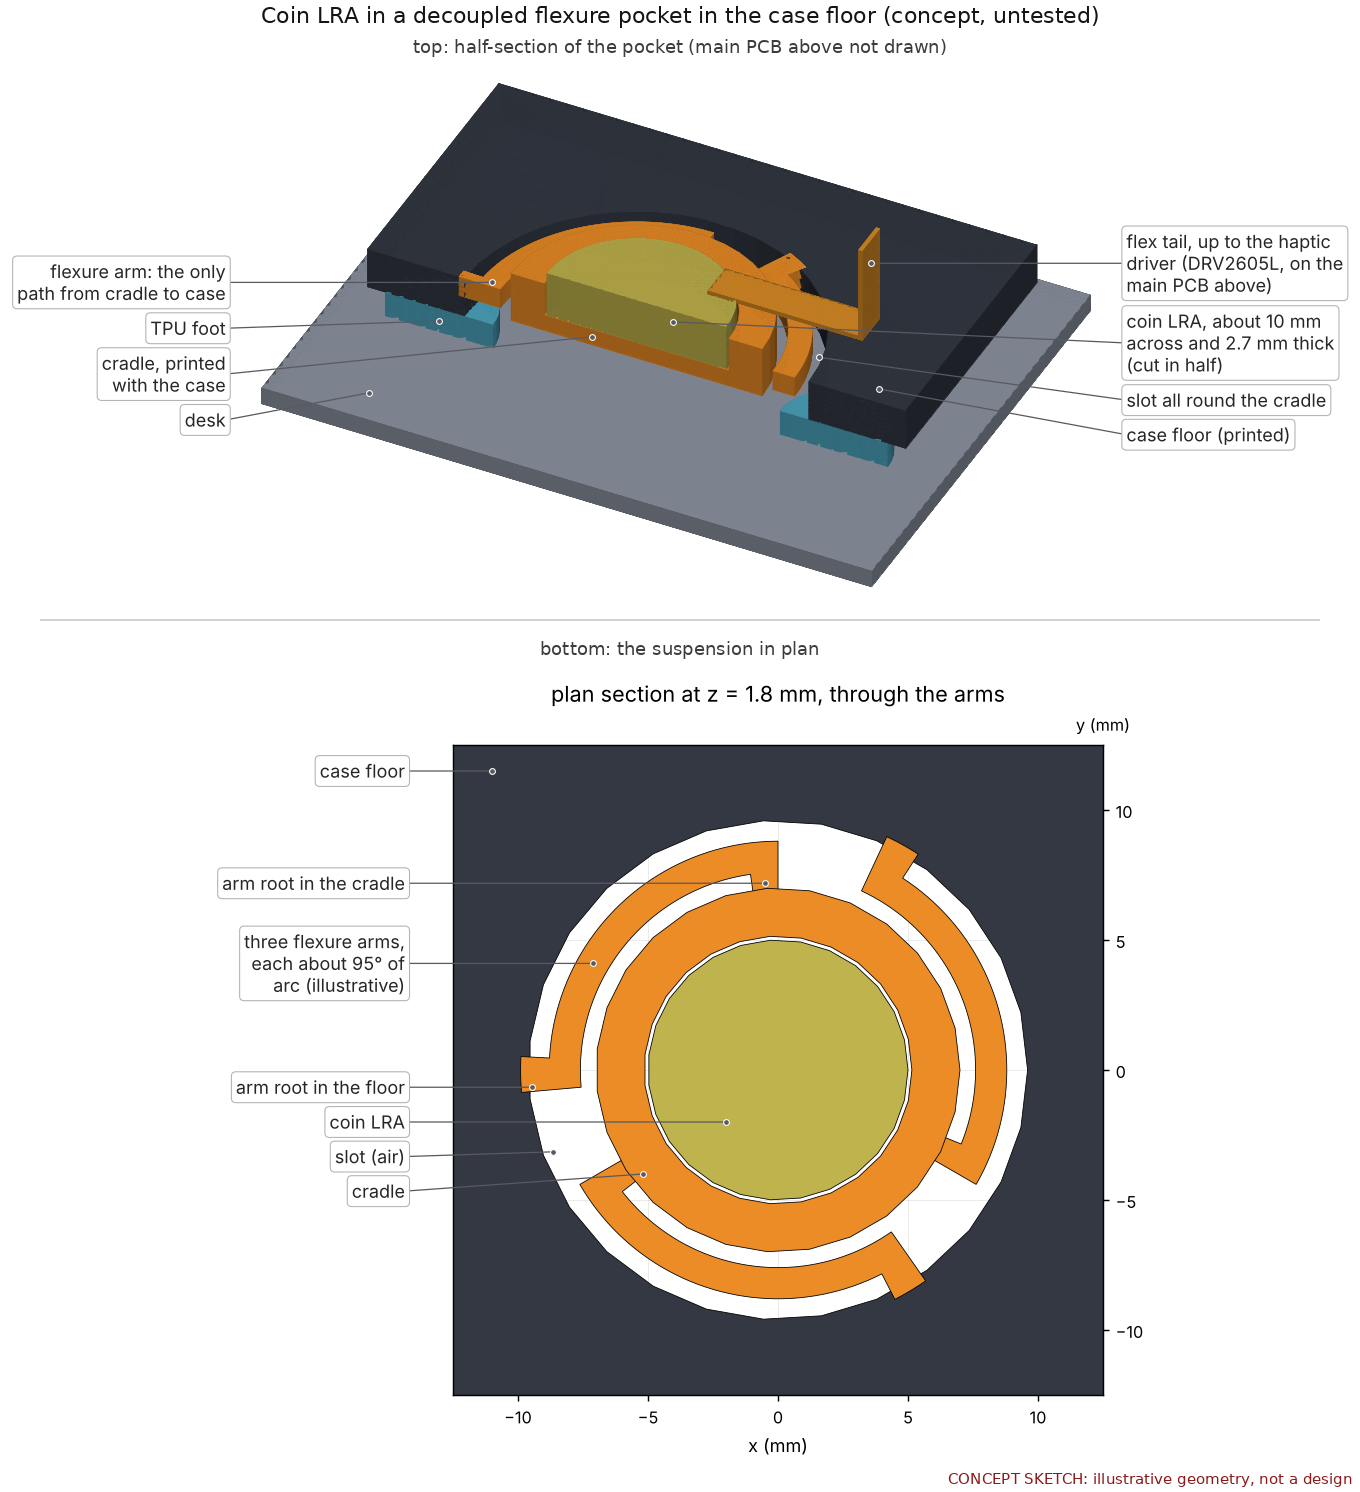 Coin LRA in a decoupled flexure pocket in the case floor (concept, untested)
top: half-section of the pocket (main PCB above not drawn)
flexure arm: the only
path from cradle to case
TPU foot
cradle, printed
with the case
desk
flex tail, up to the haptic
driver (DRV2605L, on the
main PCB above)
coin LRA, about 10 mm
across and 2.7 mm thick
(cut in half)
slot all round the cradle
case floor (printed)
bottom: the suspension in plan
plan section at z = 1.8 mm, through the arms
y (mm)
case floor
arm root in the cradle
three flexure arms,
each about 95° of
arc (illustrative)
arm root in the floor
coin LRA
slot (air)
cradle
10
5
0
−5
−10
−10
−5
0
5
10
x (mm)
CONCEPT SKETCH: illustrative geometry, not a design